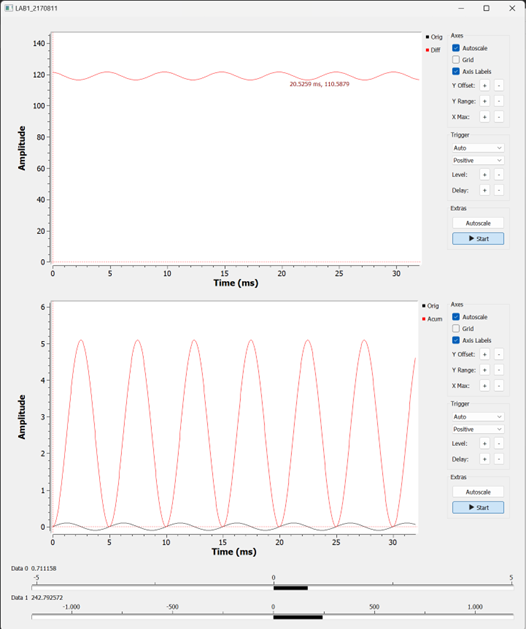 LAB1_2170811
140
120
100
80
60
40
20
0
Amplitude
0
5
10
15
20
25
30
Time (ms)
20.5259 ms, 110.5879
Orig
Diff
Axes
Autoscale
Grid
Axis Labels
Y Offset: + -
Y Range: + -
X Max: + -
Trigger
Auto
Positive
Level: + -
Delay: + -
Extras
Autoscale
Start
6
5
4
3
2
1
0
Amplitude
0
5
10
15
20
25
30
Time (ms)
Orig
Acum
Axes
Autoscale
Grid
Axis Labels
Y Offset: + -
Y Range: + -
X Max: + -
Trigger
Auto
Positive
Level: + -
Delay: + -
Extras
Autoscale
Start
Data 0 0.711158
-5 0 5
Data 1 242.792572
-1.000 -500 0 500 1.000